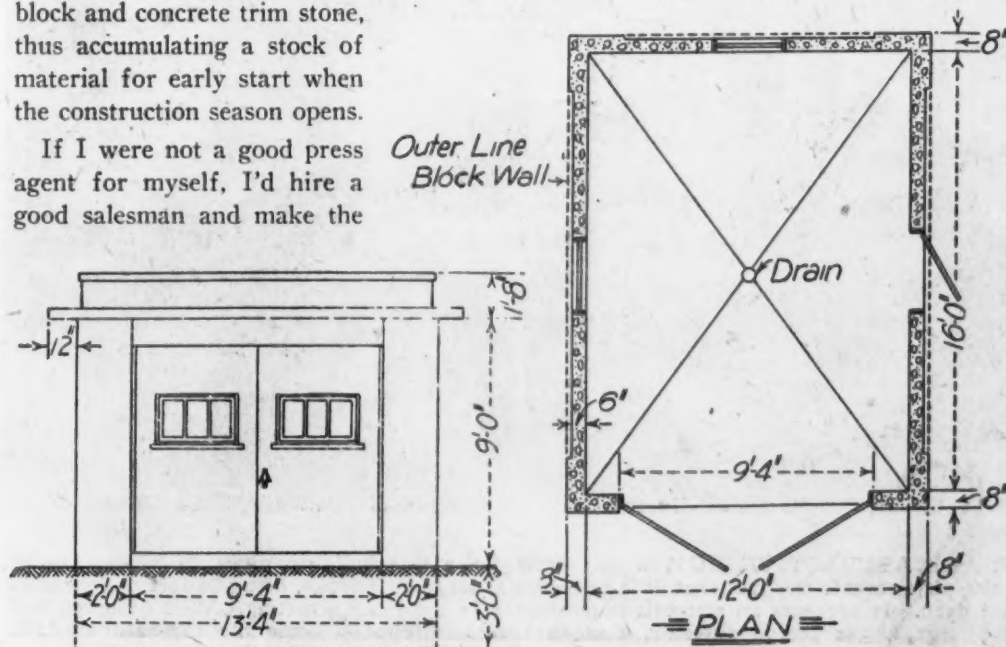 block and concrete trim stone,
thus accumulating a stock of
material for early start when
the construction season opens.
If I were not a good press
agent for myself, I'd hire a
good salesman and make the
Outer Line
Block Wall
Drain
8"
16'-0"
6"
9'-4"
8"
8"
12'-0"
8"
PLAN
12"
1'-8"
9'-0"
2'-0"
9'-4"
2'-0"
13'-4"
3'-0"